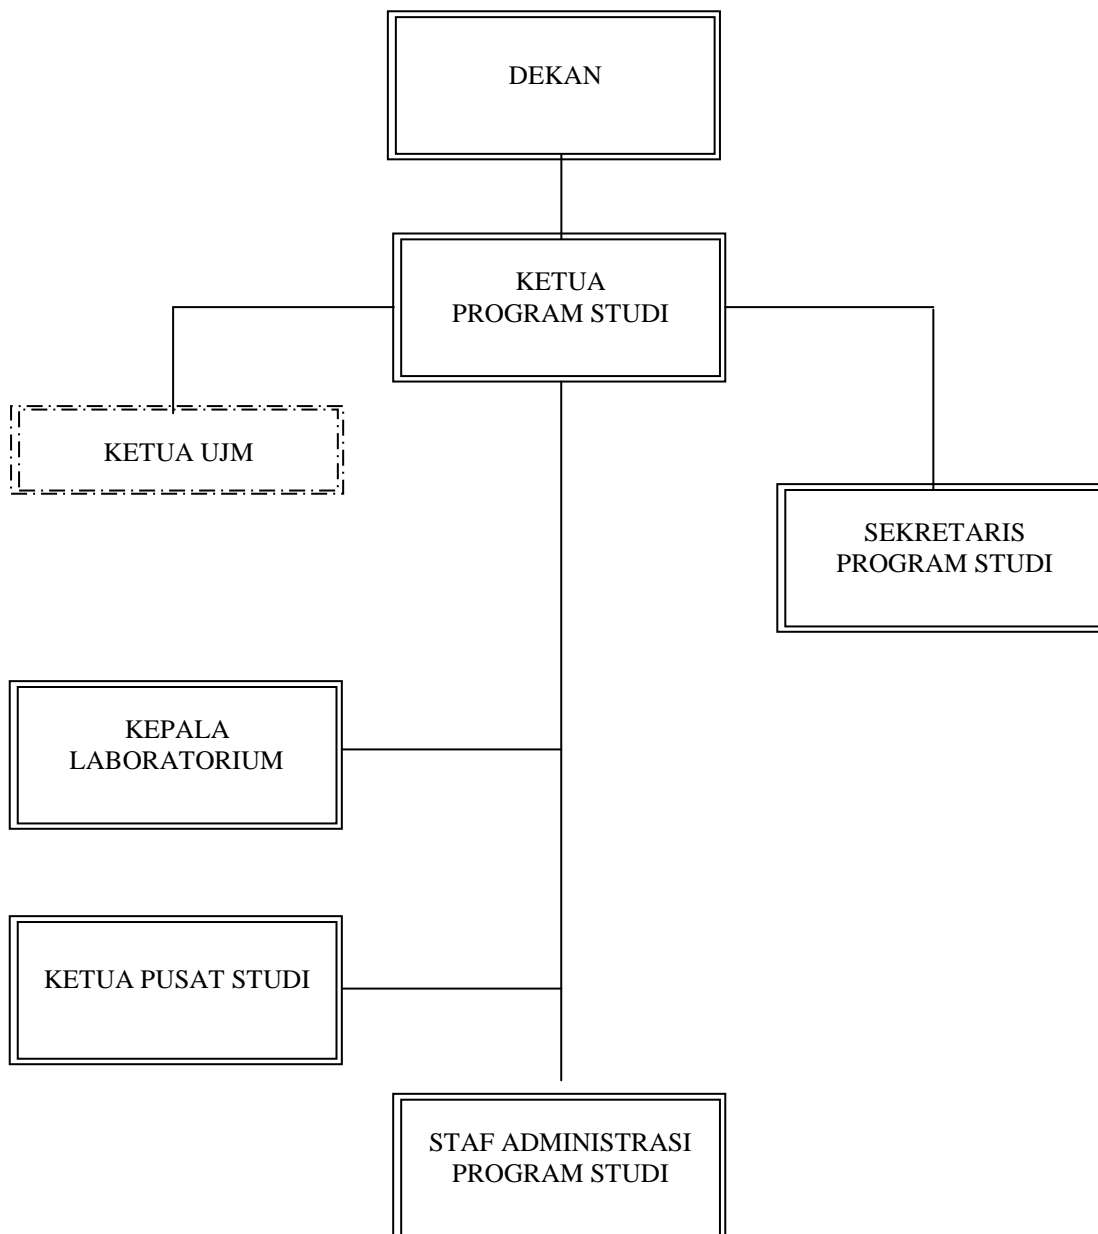 DEKAN
KETUA
PROGRAM STUDI
KETUA UJM
SEKRETARIS
PROGRAM STUDI
KEPALA
LABORATORIUM
KETUA PUSAT STUDI
STAF ADMINISTRASI
PROGRAM STUDI